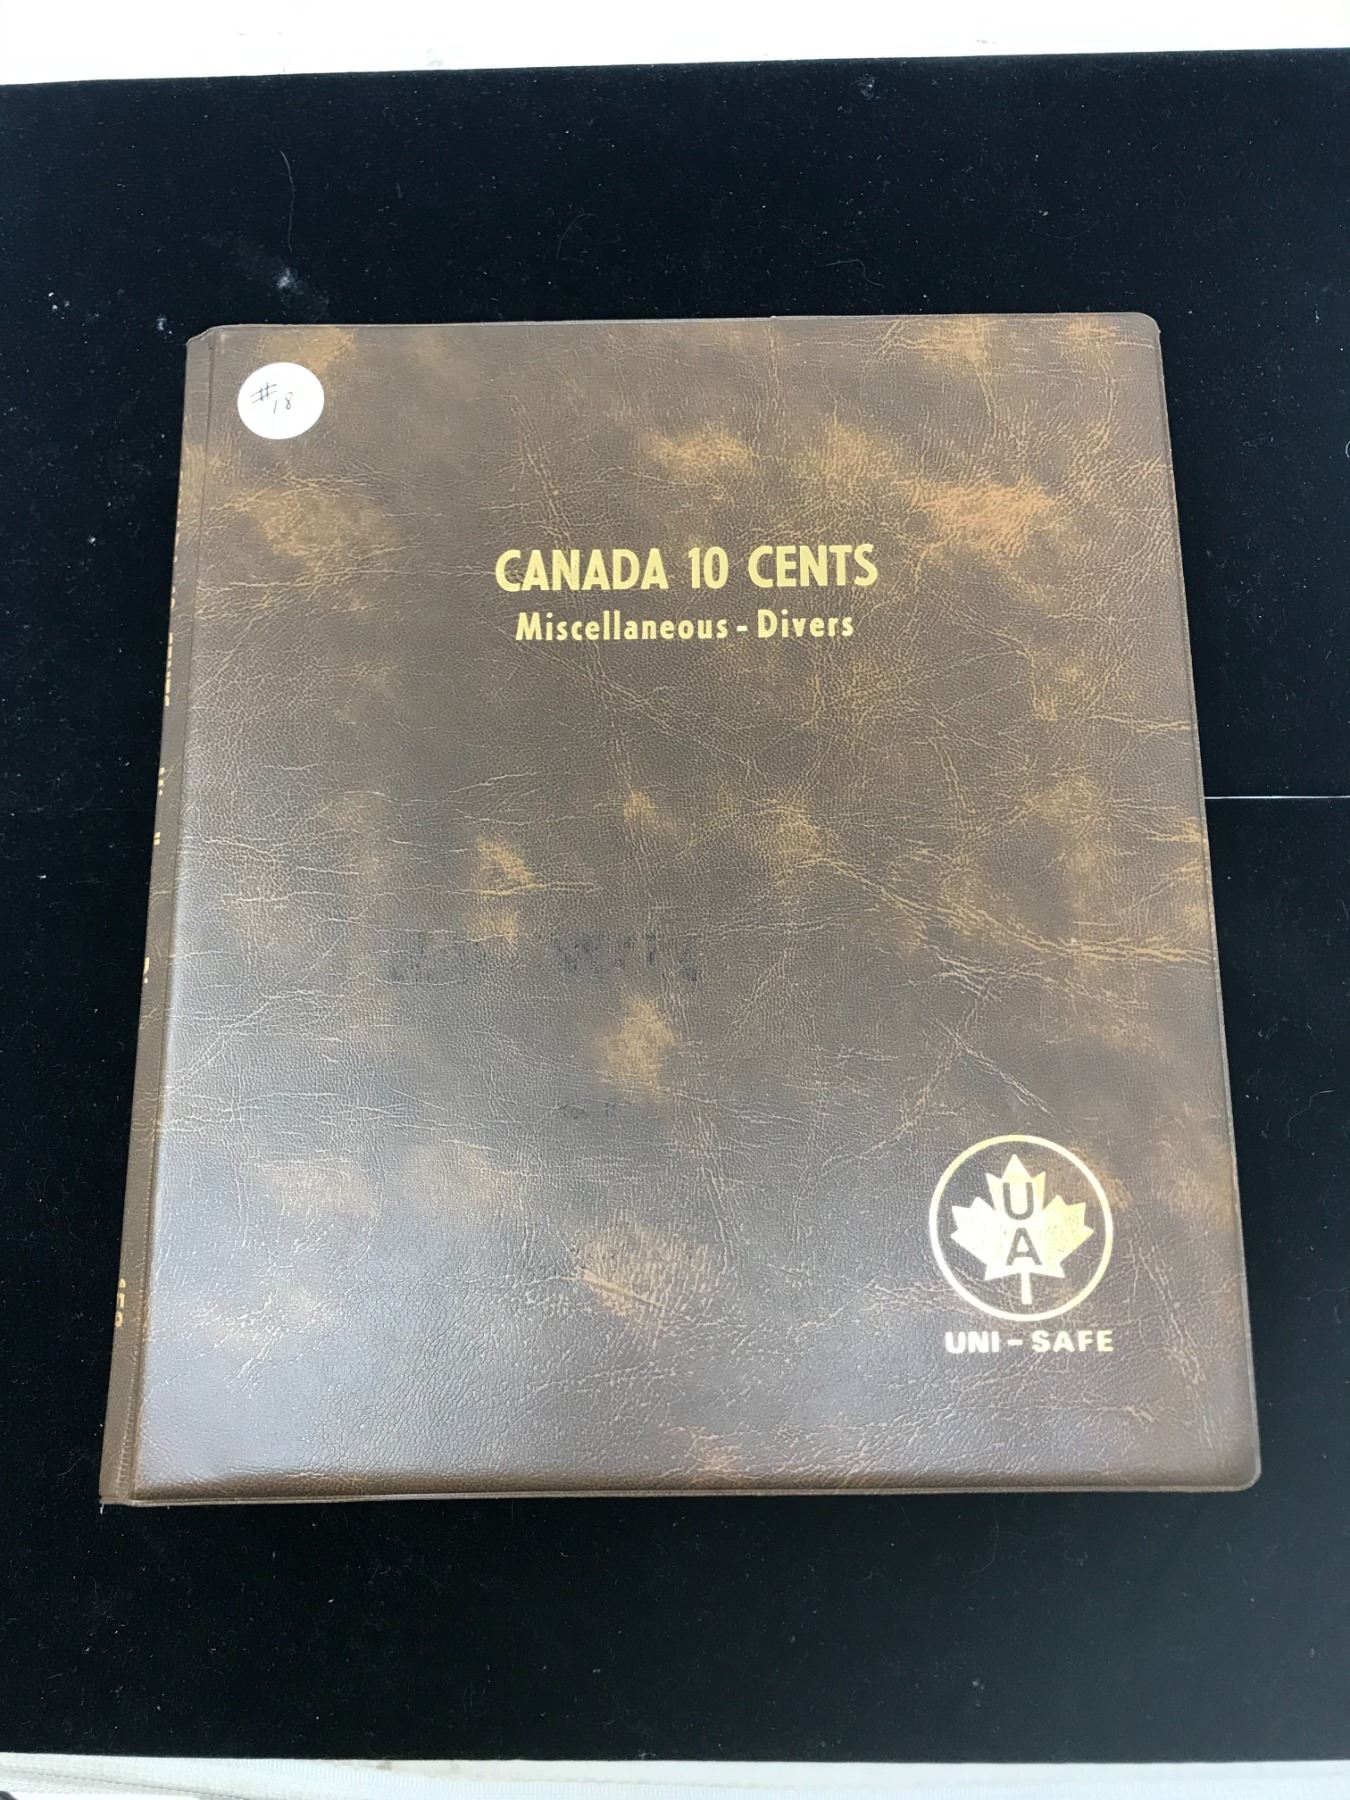 #18
CANADA 10 CENTS
Miscellaneous - Divers
U
A
UNI-SAFE